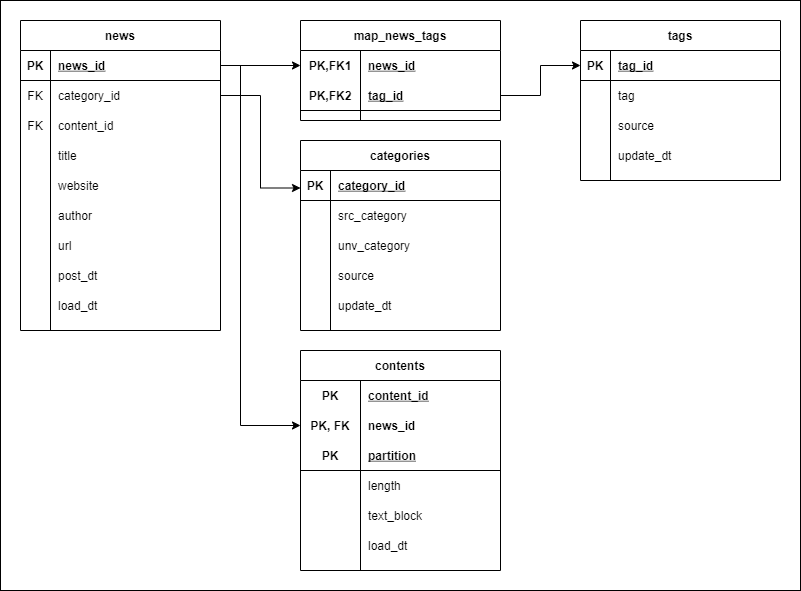 news
PK news_id
FK category_id
FK content_id
title
website
author
url
post_dt
load_dt
map_news_tags
PK,FK1 news_id
PK,FK2 tag_id
tags
PK tag_id
tag
source
update_dt
categories
PK category_id
src_category
unv_category
source
update_dt
contents
PK content_id
PK, FK news_id
PK partition
length
text_block
load_dt